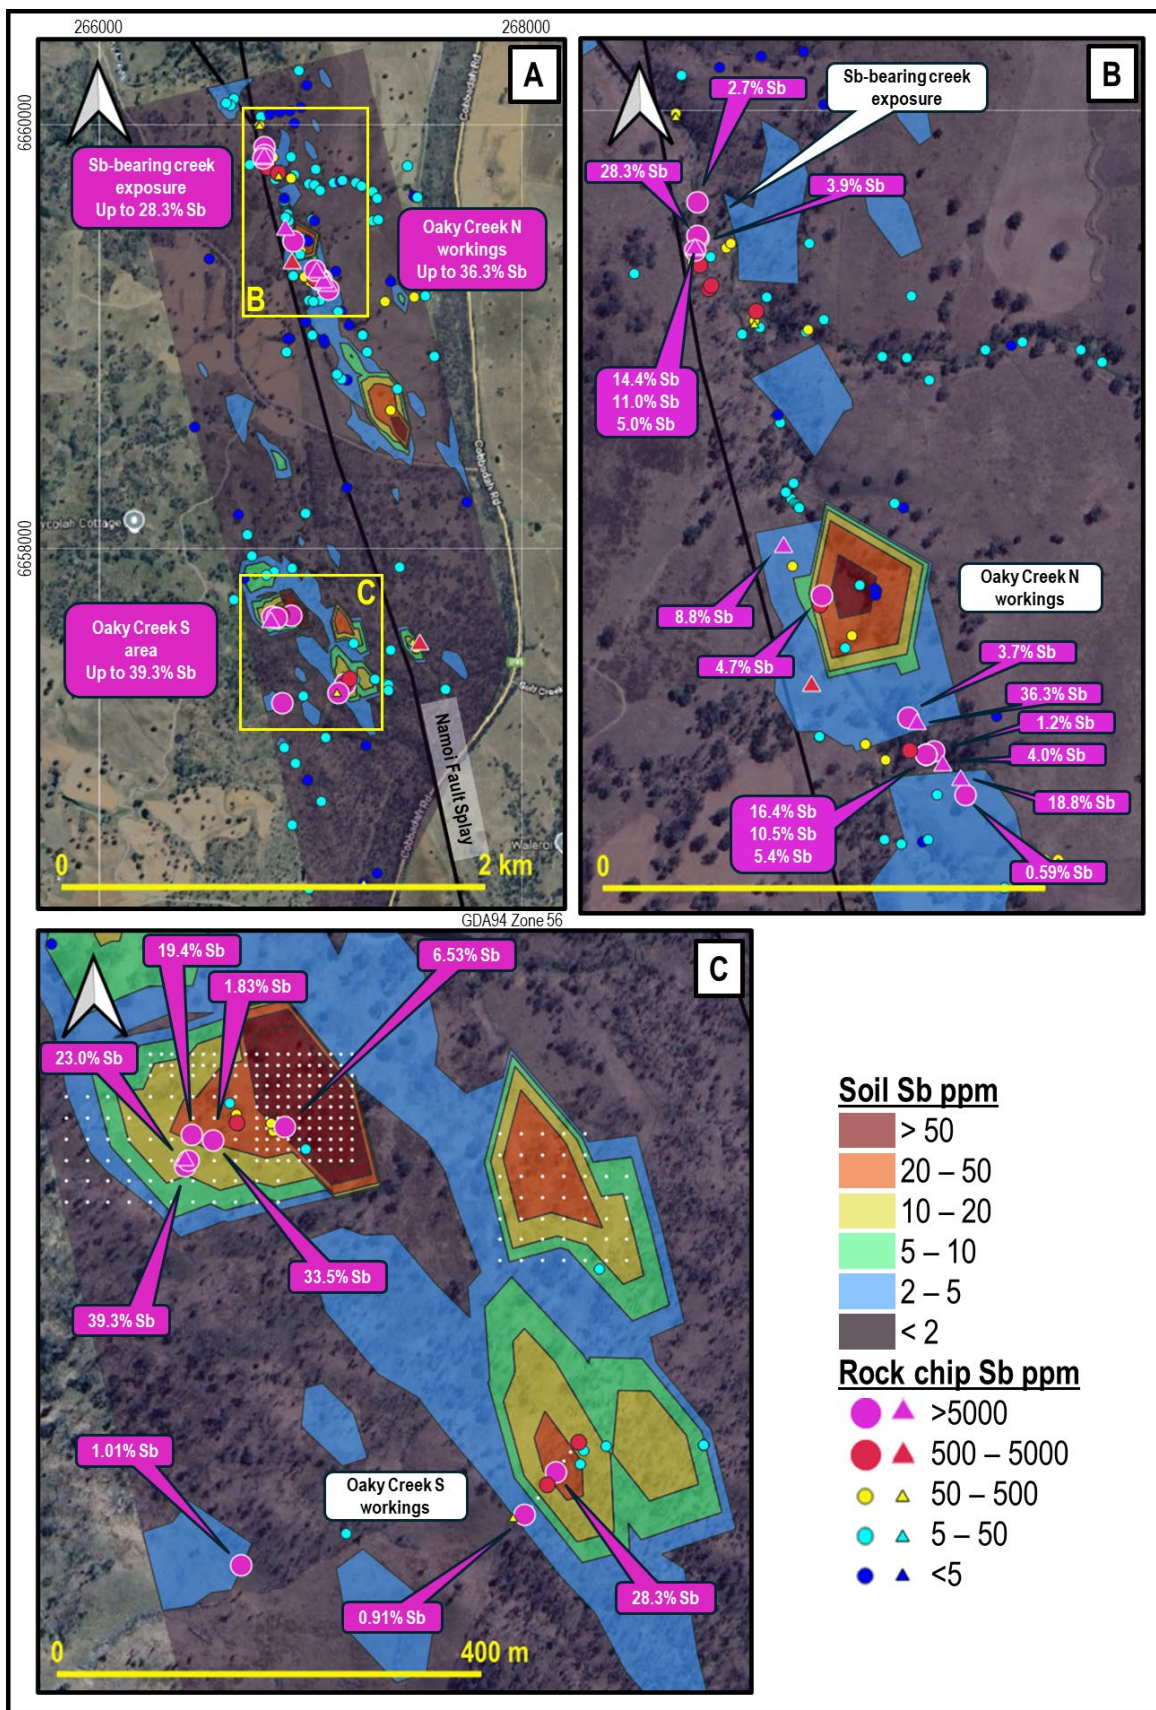 266000
268000
6660000
6658000
A
Sb-bearing creek
exposure
Up to 28.3% Sb
Oaky Creek N
workings
Up to 36.3% Sb
B
Cobbadah Rd
Cobbadah Rd
C
Oaky Creek S
area
Up to 39.3% Sb
Namoi Fault Splay
Cobbadah Rd
0
2 km
GDA94 Zone 56
B
2.7% Sb
Sb-bearing creek
exposure
28.3% Sb
3.9% Sb
14.4% Sb
11.0% Sb
5.0% Sb
8.8% Sb
Oaky Creek N
workings
4.7% Sb
3.7% Sb
36.3% Sb
1.2% Sb
4.0% Sb
18.8% Sb
16.4% Sb
10.5% Sb
5.4% Sb
0.59% Sb
0
C
19.4% Sb
6.53% Sb
1.83% Sb
23.0% Sb
33.5% Sb
39.3% Sb
1.01% Sb
Oaky Creek S
workings
28.3% Sb
0.91% Sb
0
400 m
Soil Sb ppm
> 50
20 – 50
10 – 20
5 – 10
2 – 5
< 2
Rock chip Sb ppm
>5000
500 – 5000
50 – 500
5 – 50
<5